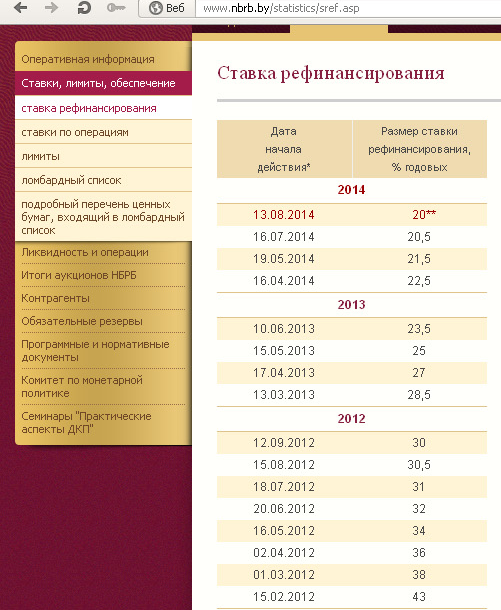 Веб
www.nbrb.by/statistics/sref.asp
Оперативная информация
Ставки, лимиты, обеспечение
ставка рефинансирования
ставки по операциям
лимиты
ломбардный список
подробный перечень ценных
бумаг, входящий в ломбардный
список
Ликвидность и операции
Итоги аукционов НБРБ
Контрагенты
Обязательные резервы
Программные и нормативные
документы
Комитет по монетарной
политике
Семинары "Практические
аспекты ДКП"
Ставка рефинансирования
Дата
начала
действия*
Размер ставки
рефинансирования,
% годовых
2014
13.08.2014 20**
16.07.2014 20,5
19.05.2014 21,5
16.04.2014 22,5
2013
10.06.2013 23,5
15.05.2013 25
17.04.2013 27
13.03.2013 28,5
2012
12.09.2012 30
15.08.2012 30,5
18.07.2012 31
20.06.2012 32
16.05.2012 34
02.04.2012 36
01.03.2012 38
15.02.2012 43